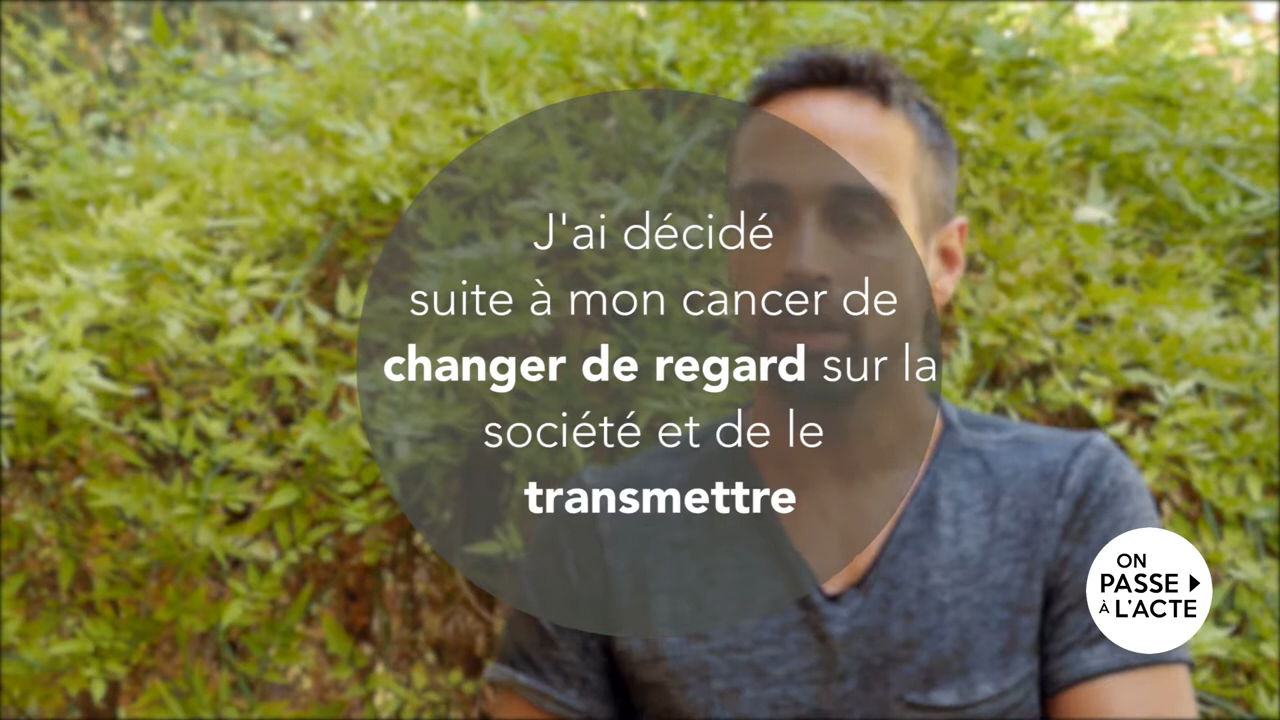 J'ai décidé
suite à mon cancer de
changer de regard sur la
société et de le
transmettre
ON
PASSE
À L'ACTE